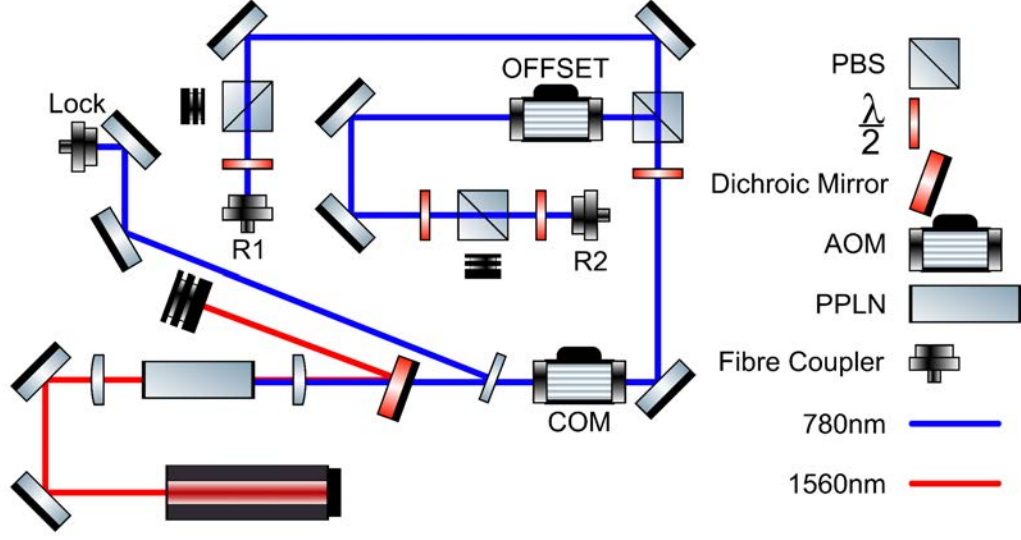 OFFSET
PBS
Lock
λ
2
Dichroic Mirror
R1
R2
AOM
PPLN
Fibre Coupler
COM
780nm
1560nm